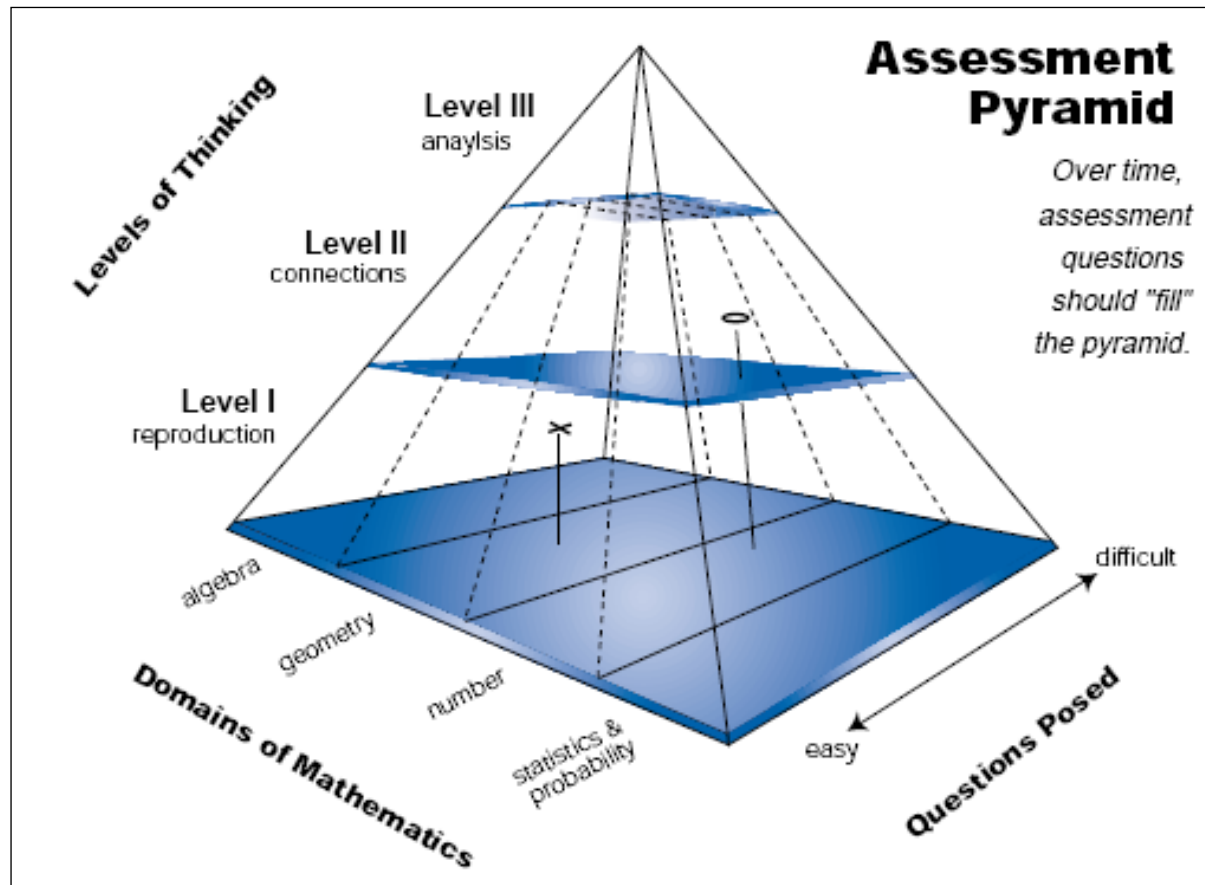 Assessment
Pyramid
Over time,
assessment
questions
should "fill"
the pyramid.
Levels of Thinking
Level III
anaylsis
Level II
connections
Level I
reproduction
X
O
algebra
geometry
number
statistics &
probability
Domains of Mathematics
easy
difficult
Questions Posed